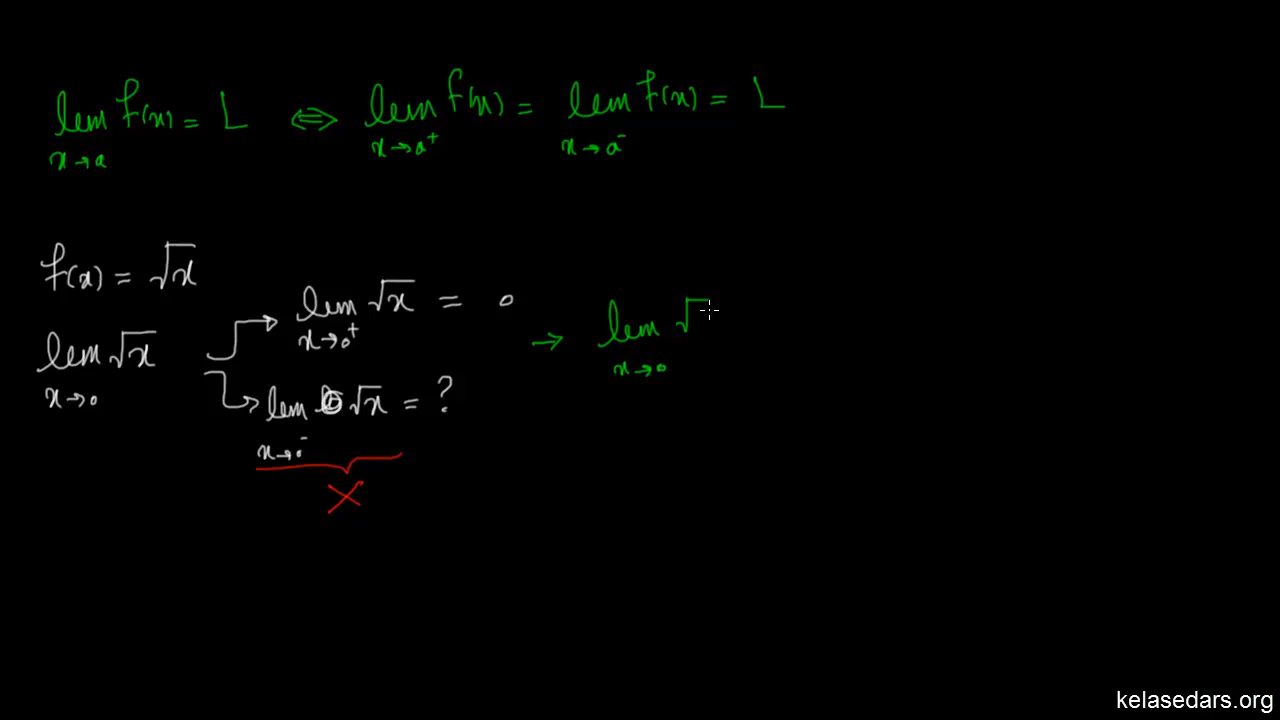 lim f(x) = L ⇔ lim f(x) = lim f(x) = L
x→a x→a⁺ x→a⁻
f(x) = √x
lim √x = 0
x→0⁺
lim √x
x→0
→ lim √
x→0
lim √x = ?
x→0⁻
kelasedars.org